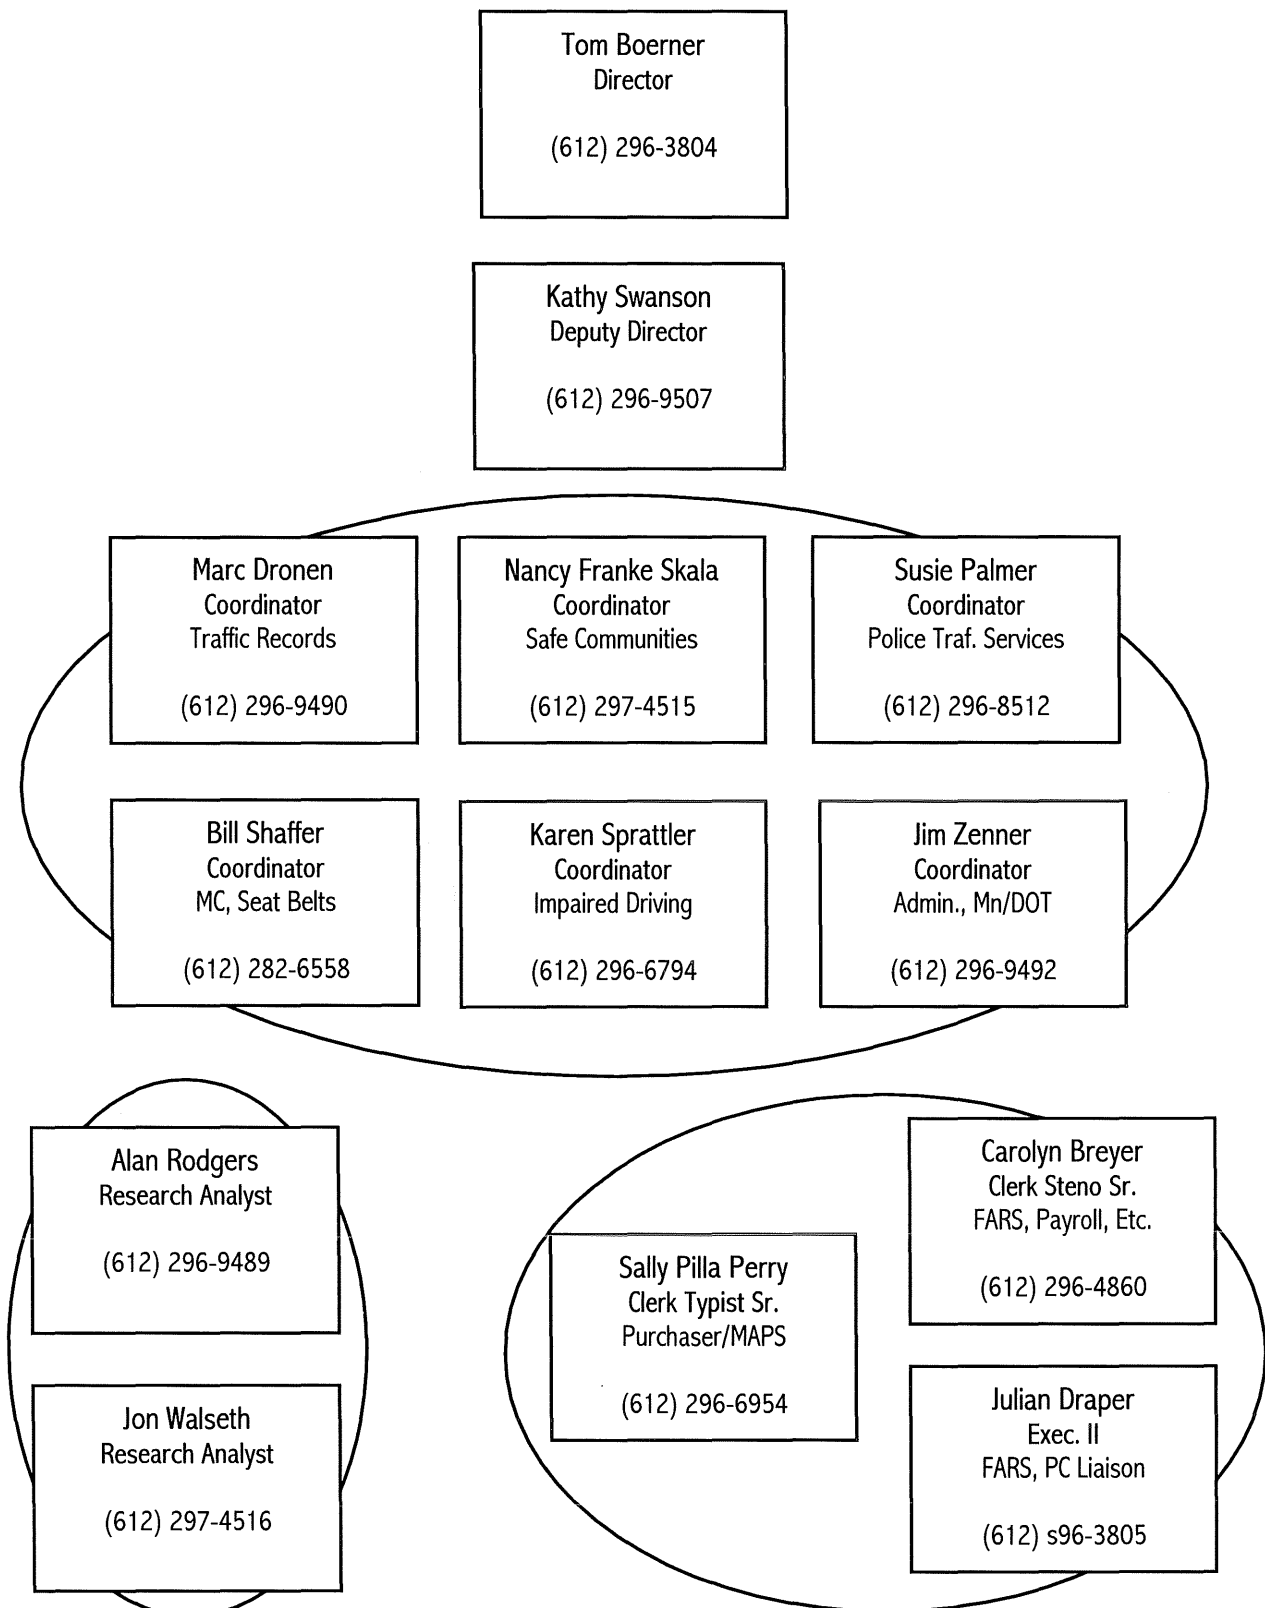 Tom Boerner
Director
(612) 296-3804
Kathy Swanson
Deputy Director
(612) 296-9507
Marc Dronen
Coordinator
Traffic Records
(612) 296-9490
Nancy Franke Skala
Coordinator
Safe Communities
(612) 297-4515
Susie Palmer
Coordinator
Police Traf. Services
(612) 296-8512
Bill Shaffer
Coordinator
MC, Seat Belts
(612) 282-6558
Karen Sprattler
Coordinator
Impaired Driving
(612) 296-6794
Jim Zenner
Coordinator
Admin., Mn/DOT
(612) 296-9492
Alan Rodgers
Research Analyst
(612) 296-9489
Jon Walseth
Research Analyst
(612) 297-4516
Sally Pilla Perry
Clerk Typist Sr.
Purchaser/MAPS
(612) 296-6954
Carolyn Breyer
Clerk Steno Sr.
FARS, Payroll, Etc.
(612) 296-4860
Julian Draper
Exec. II
FARS, PC Liaison
(612) s96-3805